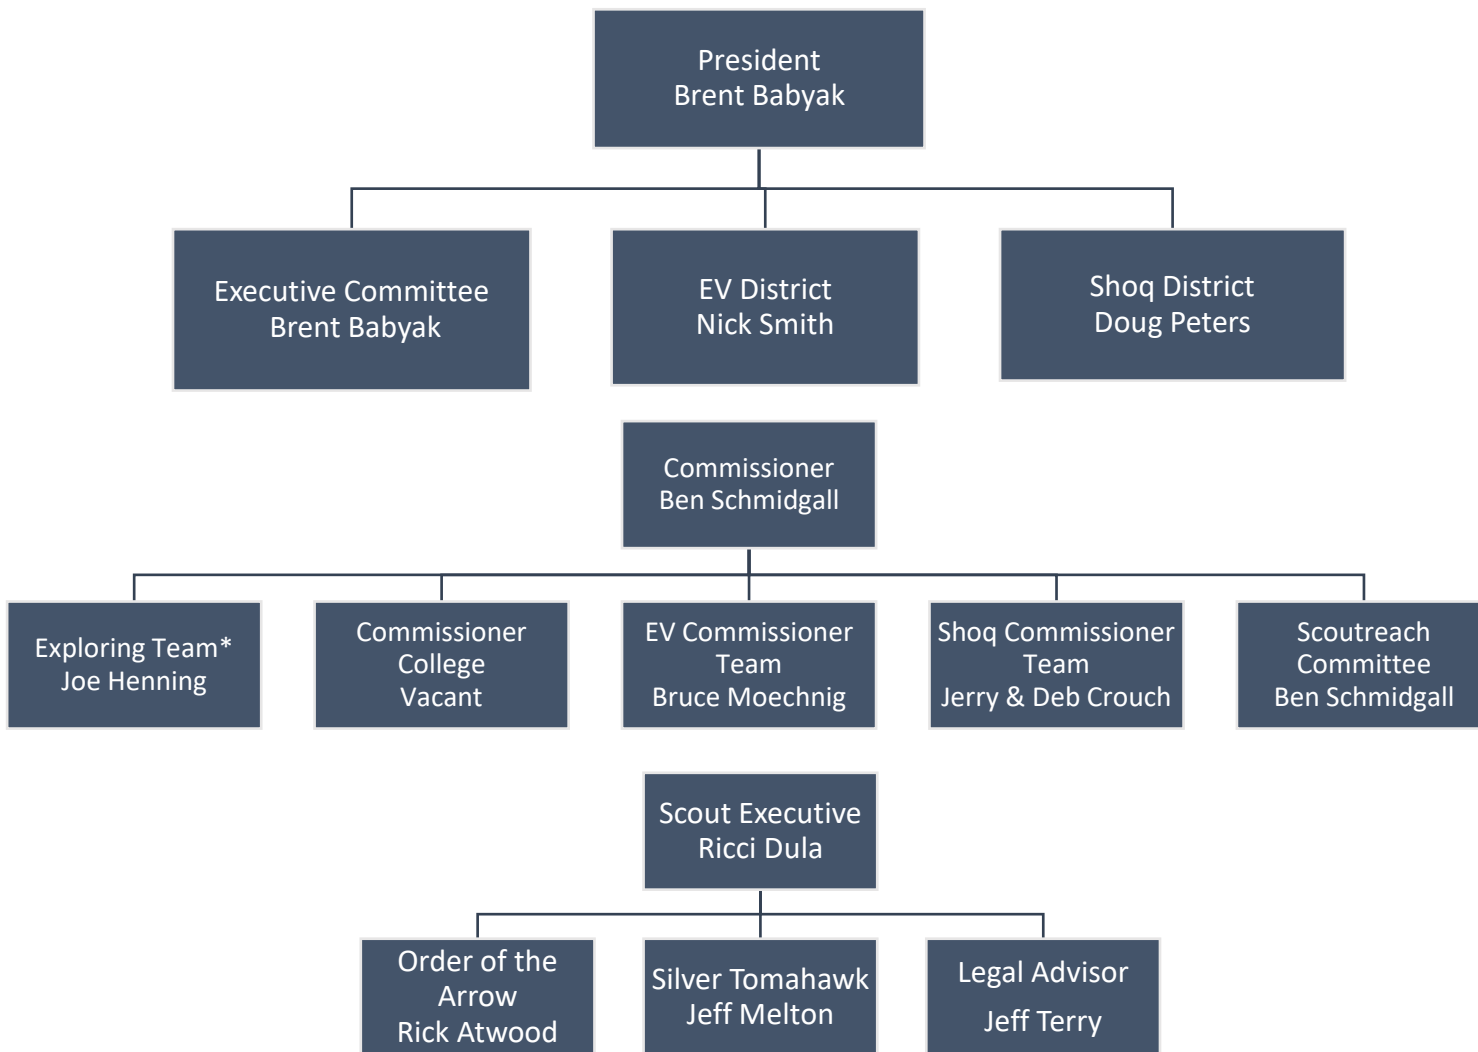 President
Brent Babyak
Executive Committee
Brent Babyak
EV District
Nick Smith
Shoq District
Doug Peters
Commissioner
Ben Schmidgall
Exploring Team*
Joe Henning
Commissioner
College
Vacant
EV Commissioner
Team
Bruce Moechnig
Shoq Commissioner
Team
Jerry & Deb Crouch
Scoutreach
Committee
Ben Schmidgall
Scout Executive
Ricci Dula
Order of the
Arrow
Rick Atwood
Silver Tomahawk
Jeff Melton
Legal Advisor
Jeff Terry